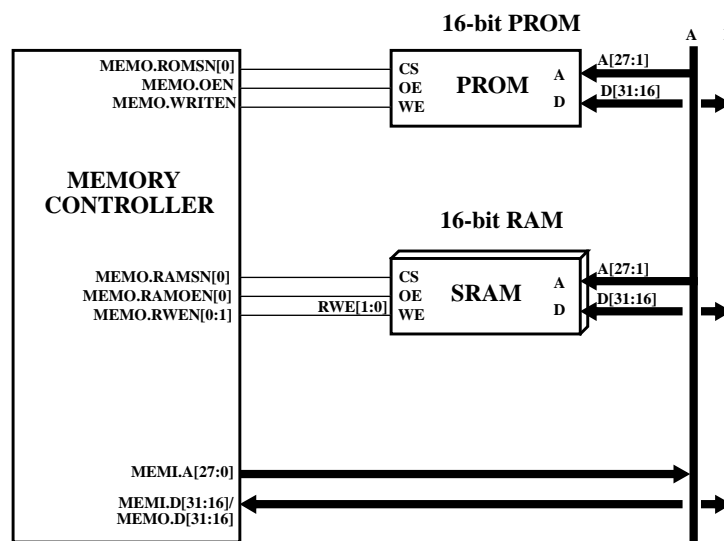 16-bit PROM
A
MEMO.ROMSN[0]
MEMO.OEN
MEMO.WRITEN
CS
OE
WE
PROM
A
D
A[27:1]
D[31:16]
MEMORY
CONTROLLER
16-bit RAM
MEMO.RAMSN[0]
MEMO.RAMOEN[0]
MEMO.RWEN[0:1]
RWE[1:0]
CS
OE
WE
SRAM
A
D
A[27:1]
D[31:16]
MEMI.A[27:0]
MEMI.D[31:16]/
MEMO.D[31:16]